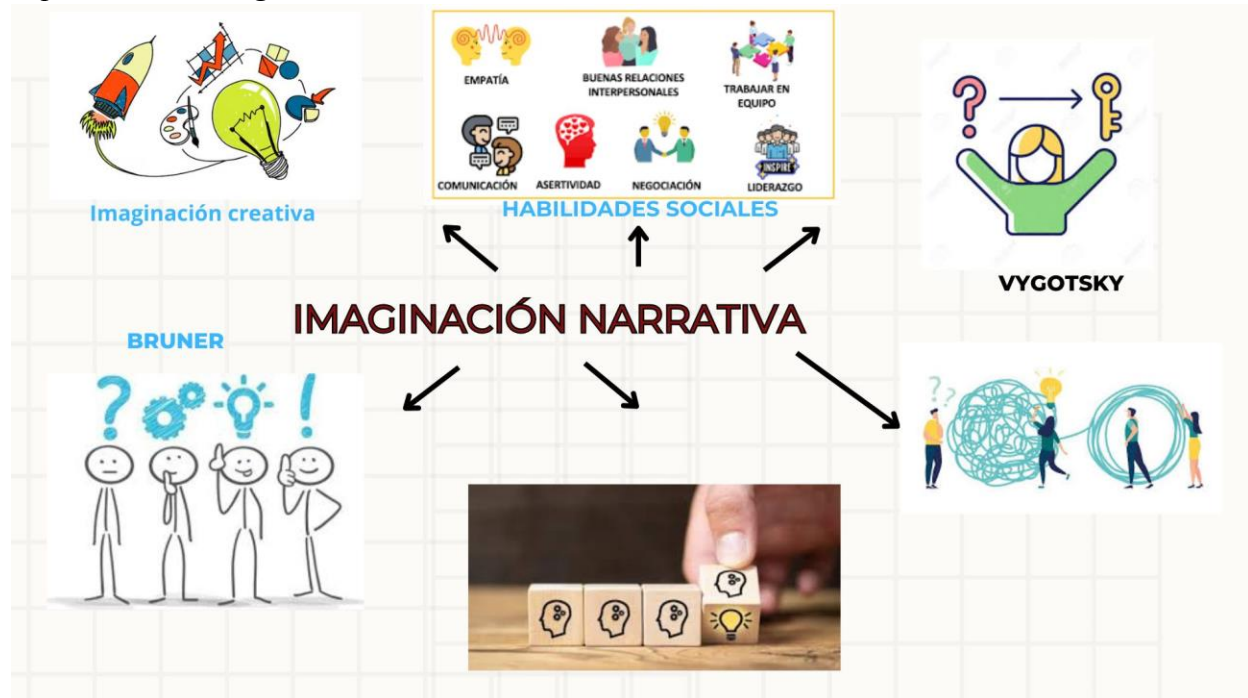 EMPATÍA
BUENAS RELACIONES
INTERPERSONALES
TRABAJAR EN
EQUIPO
COMUNICACIÓN
ASERTIVIDAD
NEGOCIACIÓN
INSPIRE
LIDERAZGO
Imaginación creativa
HABILIDADES SOCIALES
VYGOTSKY
IMAGINACIÓN NARRATIVA
BRUNER